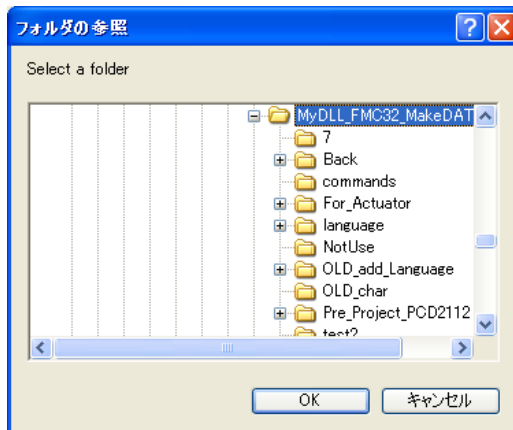 フォルダの参照
Select a folder
MyDLL_FMC32_MakeDAT
7
Back
commands
For_Actuator
language
NotUse
OLD_add_Language
OLD_char
Pre_Project_PCD2112
test2
OK
キャンセル